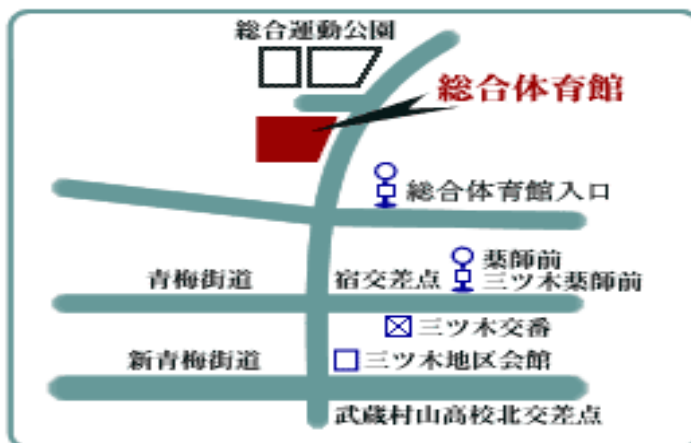 総合運動公園
総合体育館
総合体育館入口
薬師前
青梅街道
宿交差点
三ツ木薬師前
三ツ木交番
新青梅街道
三ツ木地区会館
武蔵村山高校北交差点